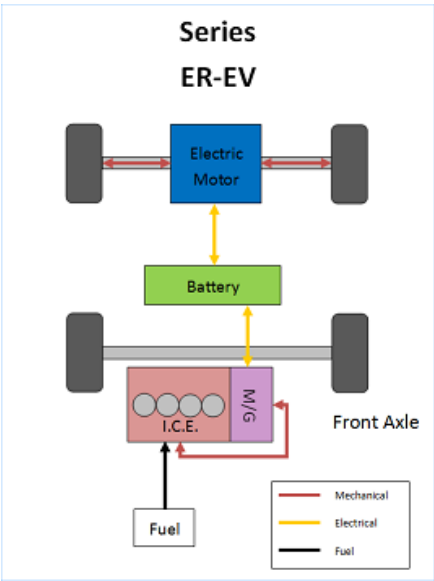 Series
ER-EV
Electric
Motor
Battery
M/G
I.C.E.
Front Axle
Fuel
Mechanical
Electrical
Fuel